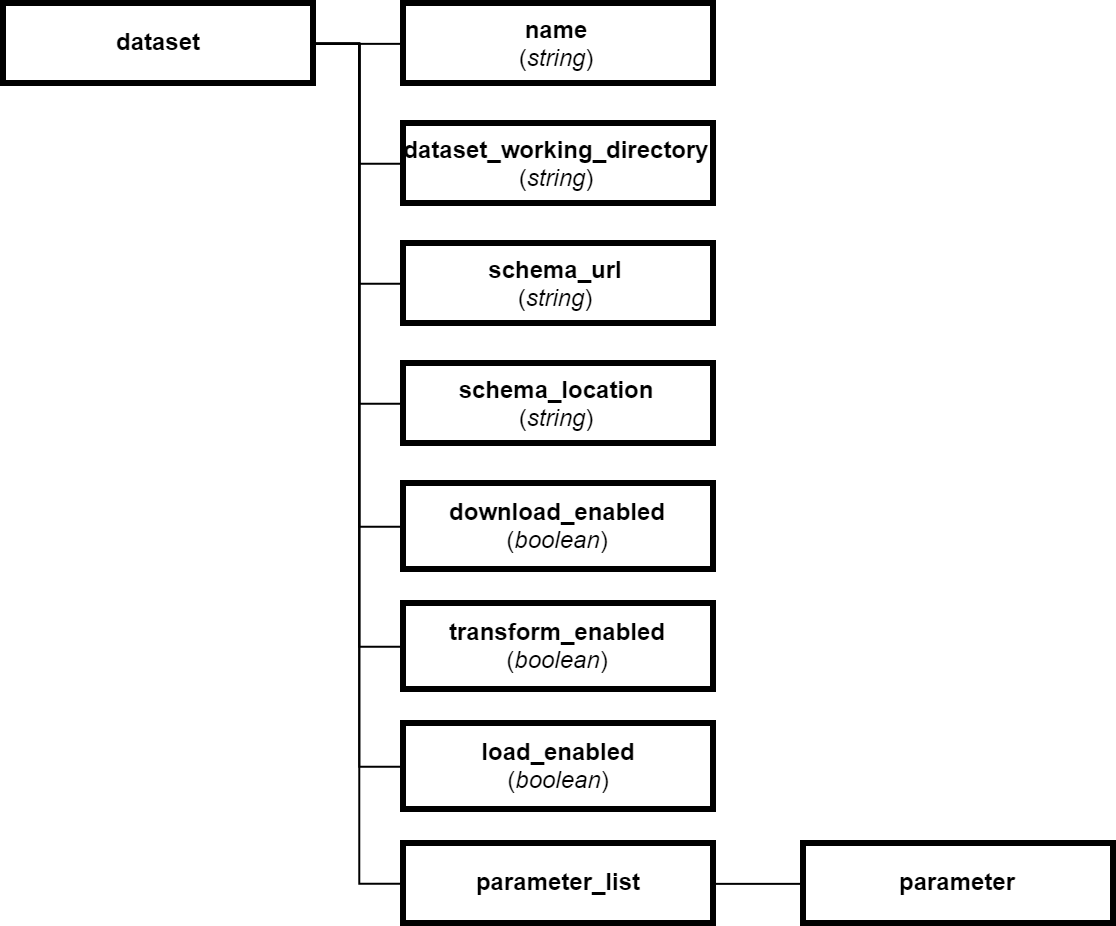 dataset
name
(string)
dataset_working_directory
(string)
schema_url
(string)
schema_location
(string)
download_enabled
(boolean)
transform_enabled
(boolean)
load_enabled
(boolean)
parameter_list
parameter